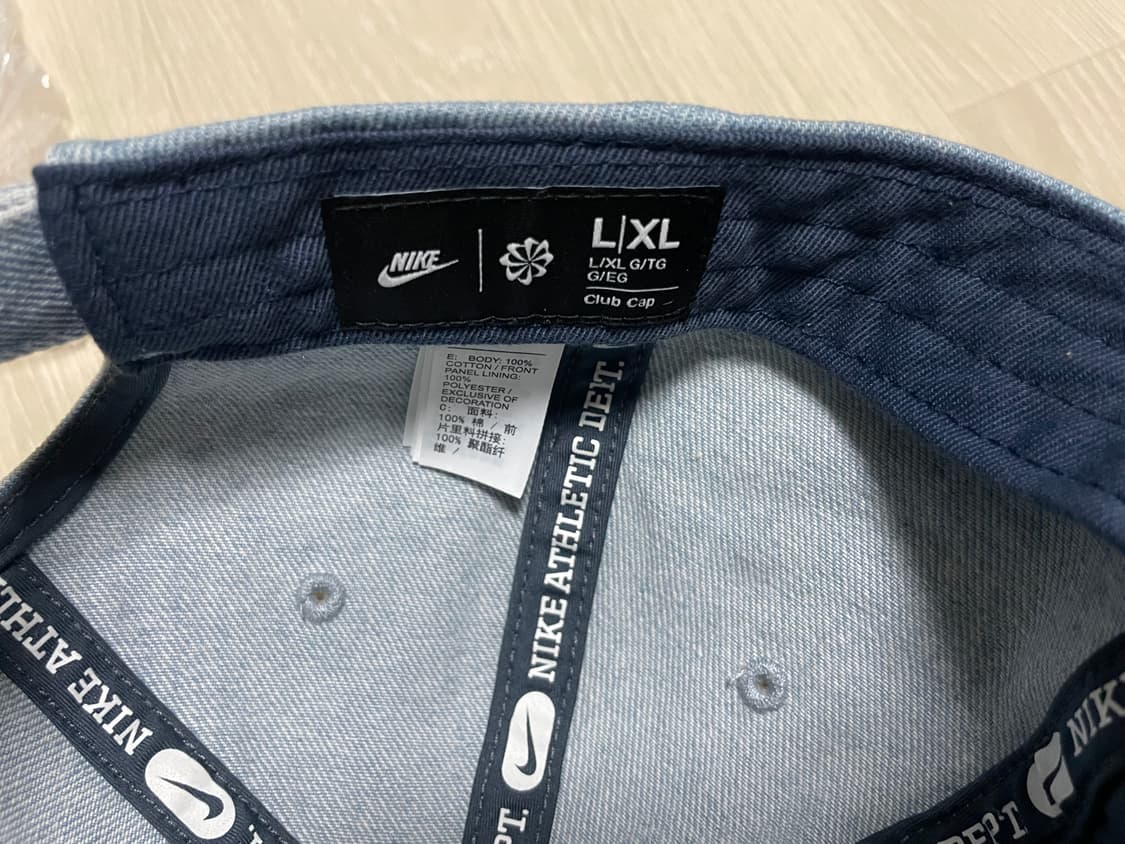 NIKE
L|XL
L/XL G/TG
G/EG
Club Cap
E: BODY: 100%
COTTON / FRONT
PANEL LINING:
100%
POLYESTER /
EXCLUSIVE OF
DECORATION
C: 面料:
100% 棉 / 前
片里料拼接:
100% 聚酯纤
维 /
NIKE ATHLETIC DEPT.
NIKE ATHL
PT.
NIK
DEPT